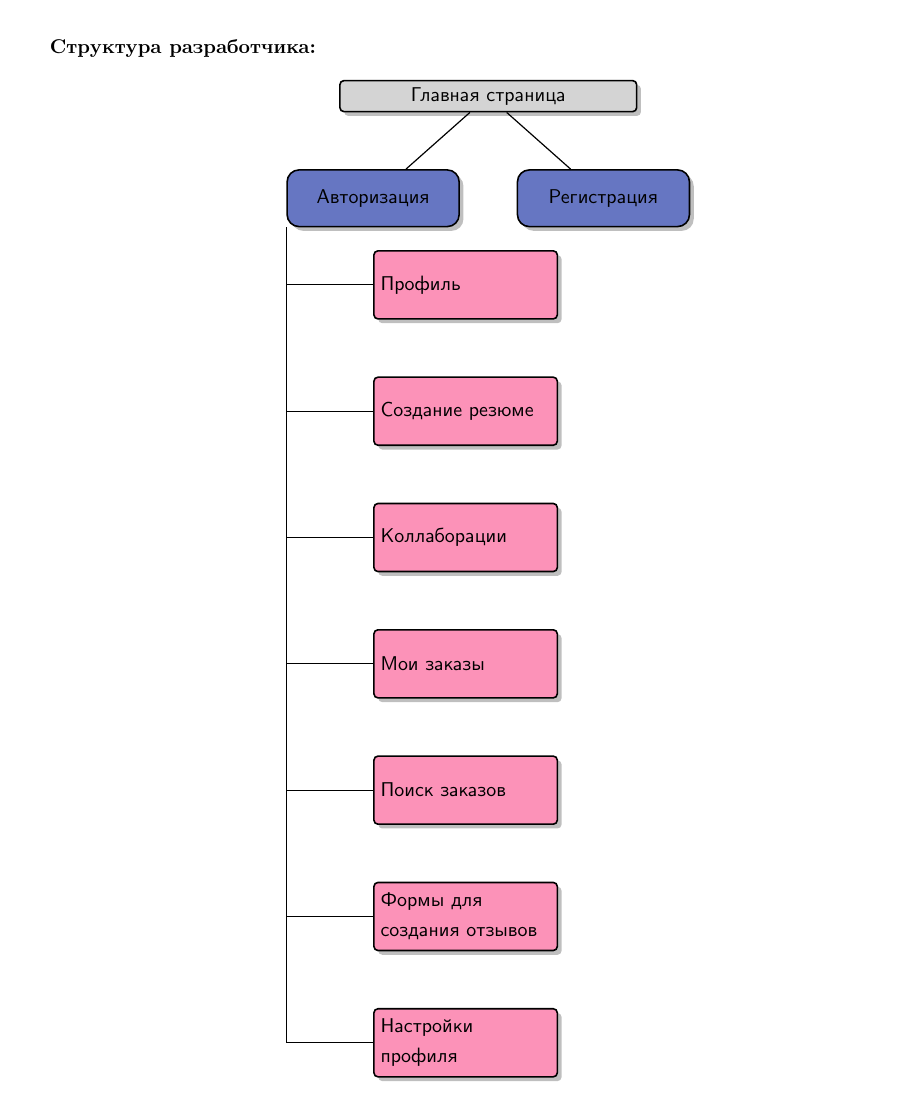 Структура разработчика:
Главная страница
Авторизация
Регистрация
Профиль
Создание резюме
Коллаборации
Мои заказы
Поиск заказов
Формы для
создания отзывов
Настройки
профиля